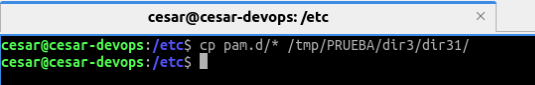 cesar@cesar-devops: /etc
cesar@cesar-devops:/etc$ cp pam.d/* /tmp/PRUEBA/dir3/dir31/
cesar@cesar-devops:/etc$